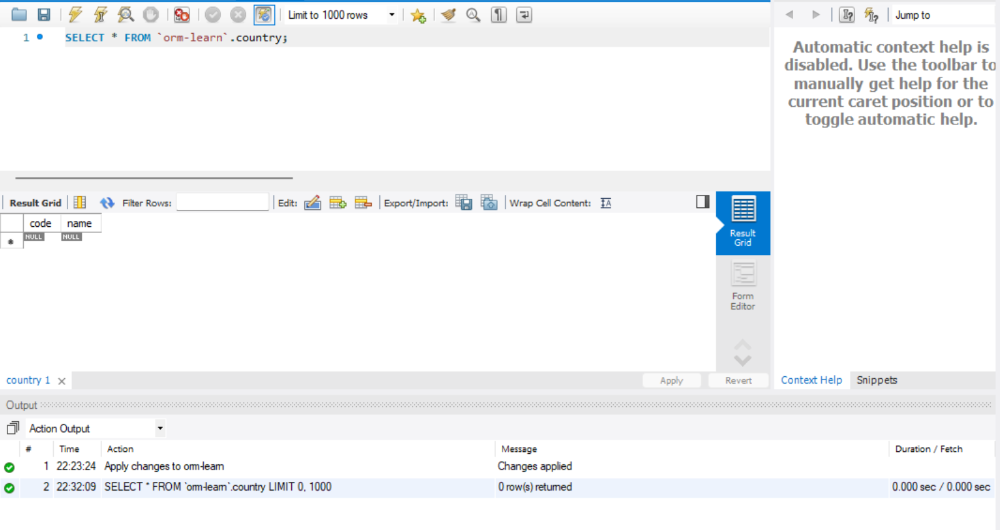 Limit to 1000 rows
Jump to
1 SELECT * FROM `orm-learn`.country;
Automatic context help is
disabled. Use the toolbar to
manually get help for the
current caret position or to
toggle automatic help.
Result Grid Filter Rows: Edit: Export/Import: Wrap Cell Content:
code name
NULL NULL
Result
Grid
Form
Editor
country 1
Apply Revert
Context Help Snippets
Output
Action Output
# Time Action Message Duration / Fetch
1 22:23:24 Apply changes to orm-learn Changes applied
2 22:32:09 SELECT * FROM `orm-learn`.country LIMIT 0, 1000 0 row(s) returned 0.000 sec / 0.000 sec